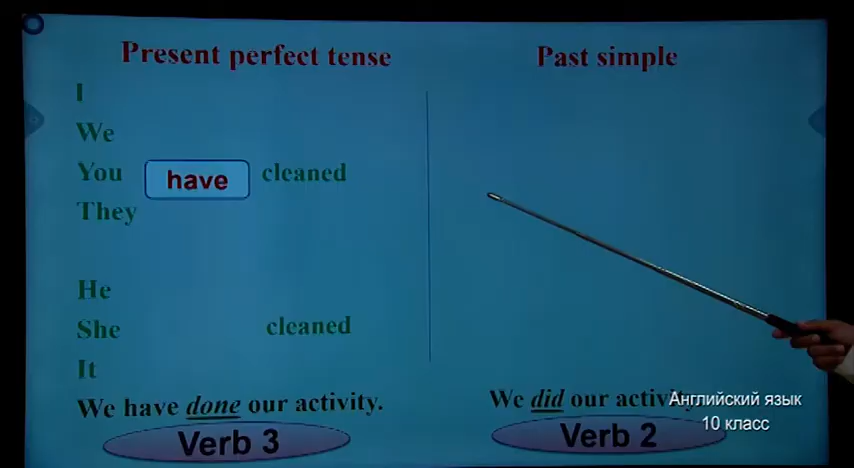 Present perfect tense
Past simple
I
We
You have cleaned
They
He
She cleaned
It
We have done our activity.
Verb 3
We did our activity
Verb 2
Английский язык
10 класс